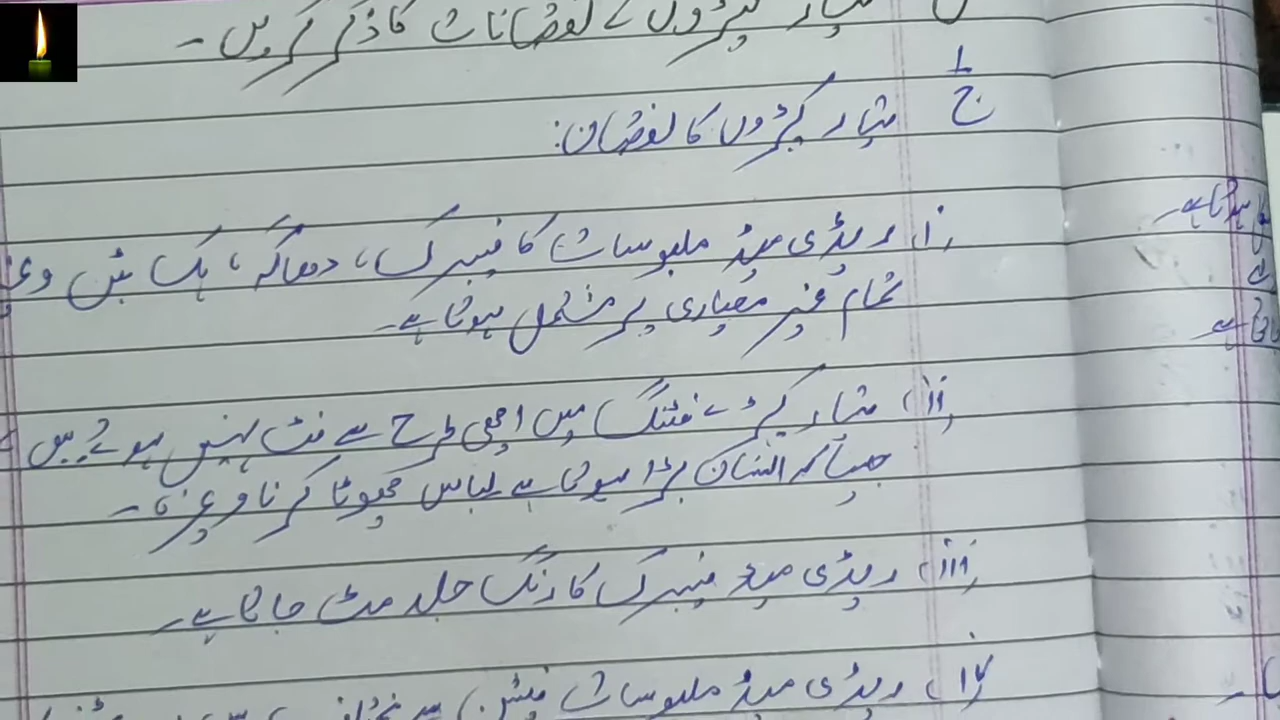 تیار کپڑوں کے نقصانات کا ذکر کریں۔
ج تیار کپڑوں کا نقصان:
i) ریڈی میڈ ملبوسات کا فیبرک، دھاگہ، ہک بٹن
تمام غیر معیاری پر مشتمل ہوتا ہے۔
ii) تیار کپڑے فٹنگ میں اچھی طرح سے فٹ نہیں ہوتے ہیں
جیسا کہ انسان بڑا ہوتا ہے لباس چھوٹا کرنا وغیرہ۔
iii) ریڈی میڈ فیبرک کا رنگ جلد مٹ جاتا ہے۔
iv) ریڈی میڈ ملبوسات فیشن